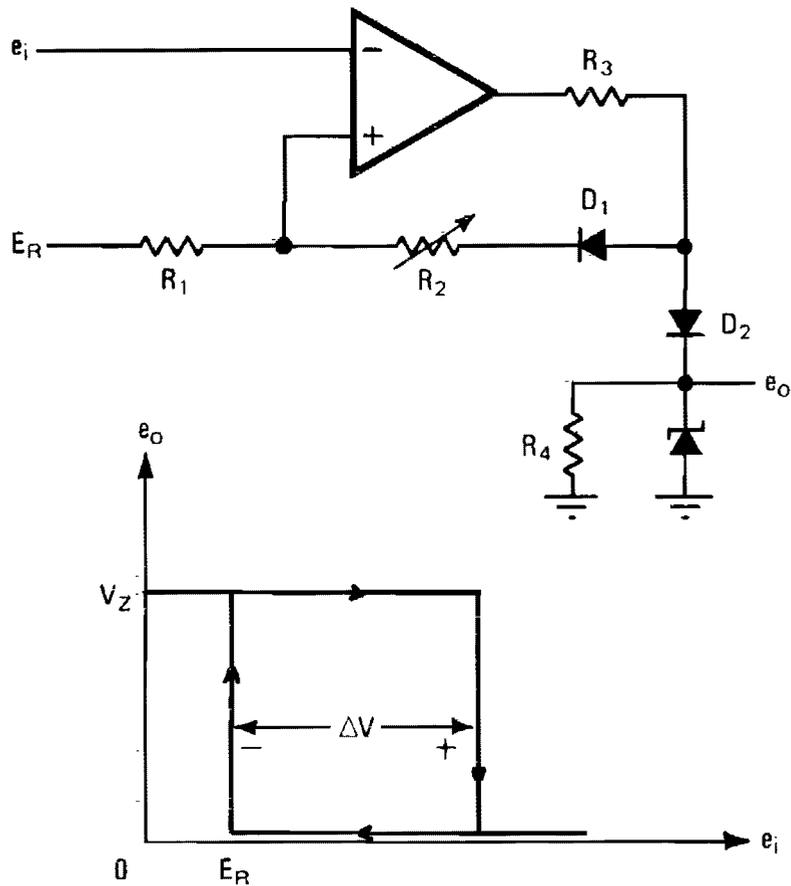 eᵢ
−
+
R₃
E_R
R₁
R₂
D₁
D₂
eₒ
R₄
eₒ
V_Z
ΔV
− +
0 E_R eᵢ